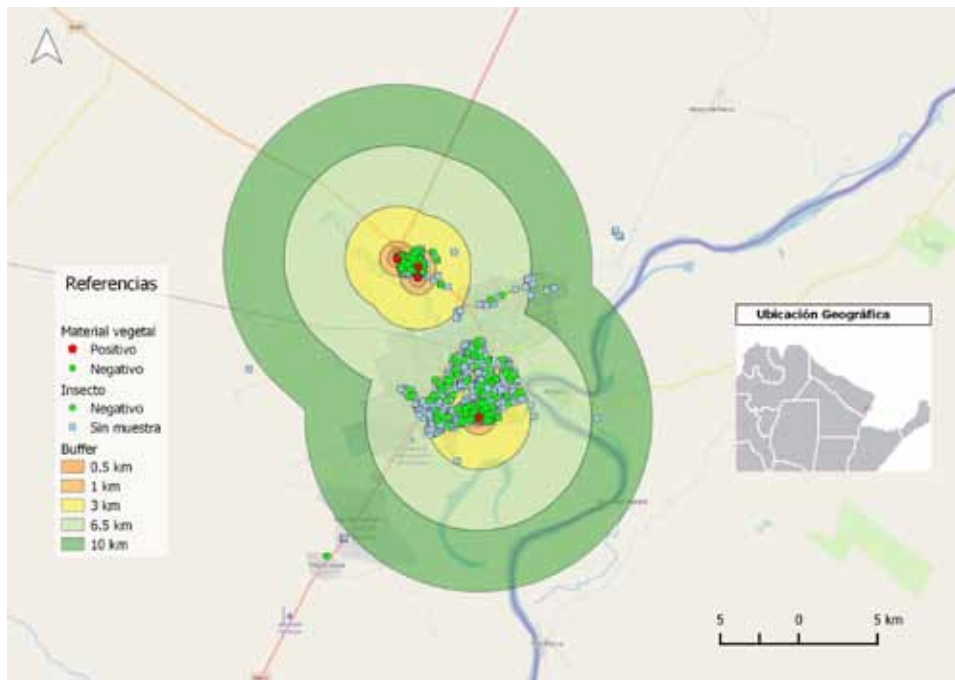 Referencias
Material vegetal
Positivo
Negativo
Insecto
Negativo
Sin muestra
Buffer
0.5 km
1 km
3 km
6.5 km
10 km
Ubicación Geográfica
5 0 5 km